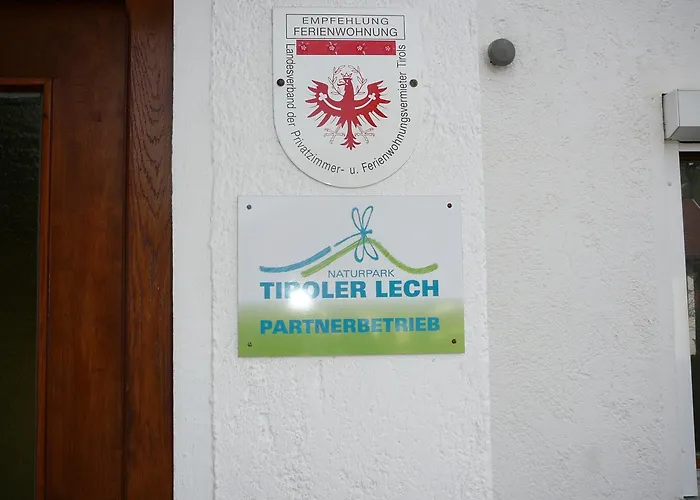 EMPFEHLUNG
FERIENWOHNUNG
Landesverband der Privatzimmer- u. Ferienwohnungsvermieter Tirols
NATURPARK
TIROLER LECH
PARTNERBETRIEB